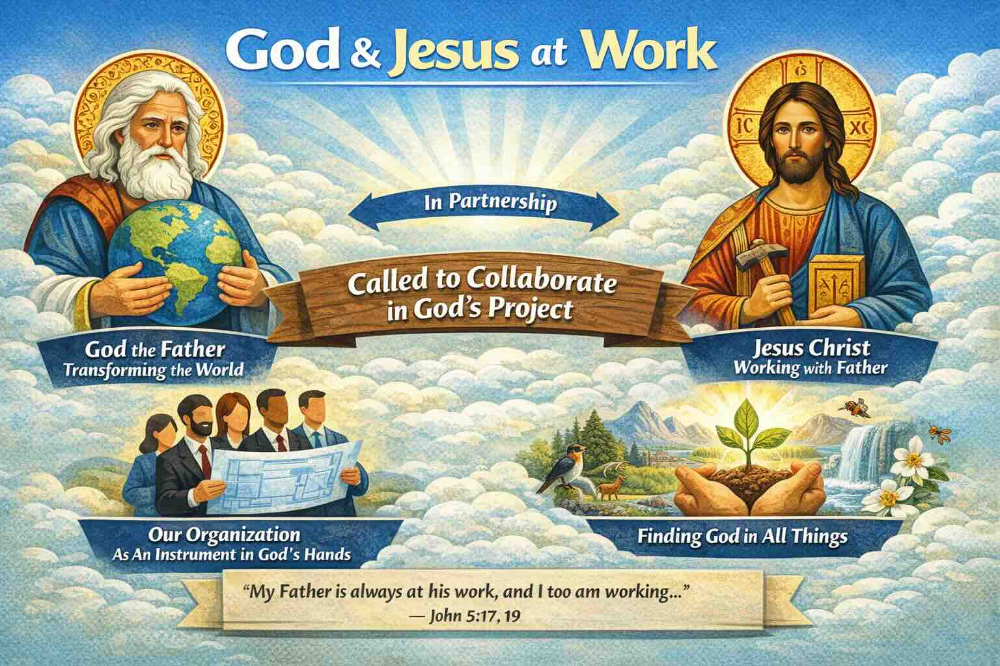 God & Jesus at Work
IC
XC
In Partnership
Called to Collaborate
in God's Project
God the Father
Transforming the World
Jesus Christ
Working with Father
Our Organization
As An Instrument in God's Hands
Finding God in All Things
“My Father is always at his work, and I too am working...”
— John 5:17, 19